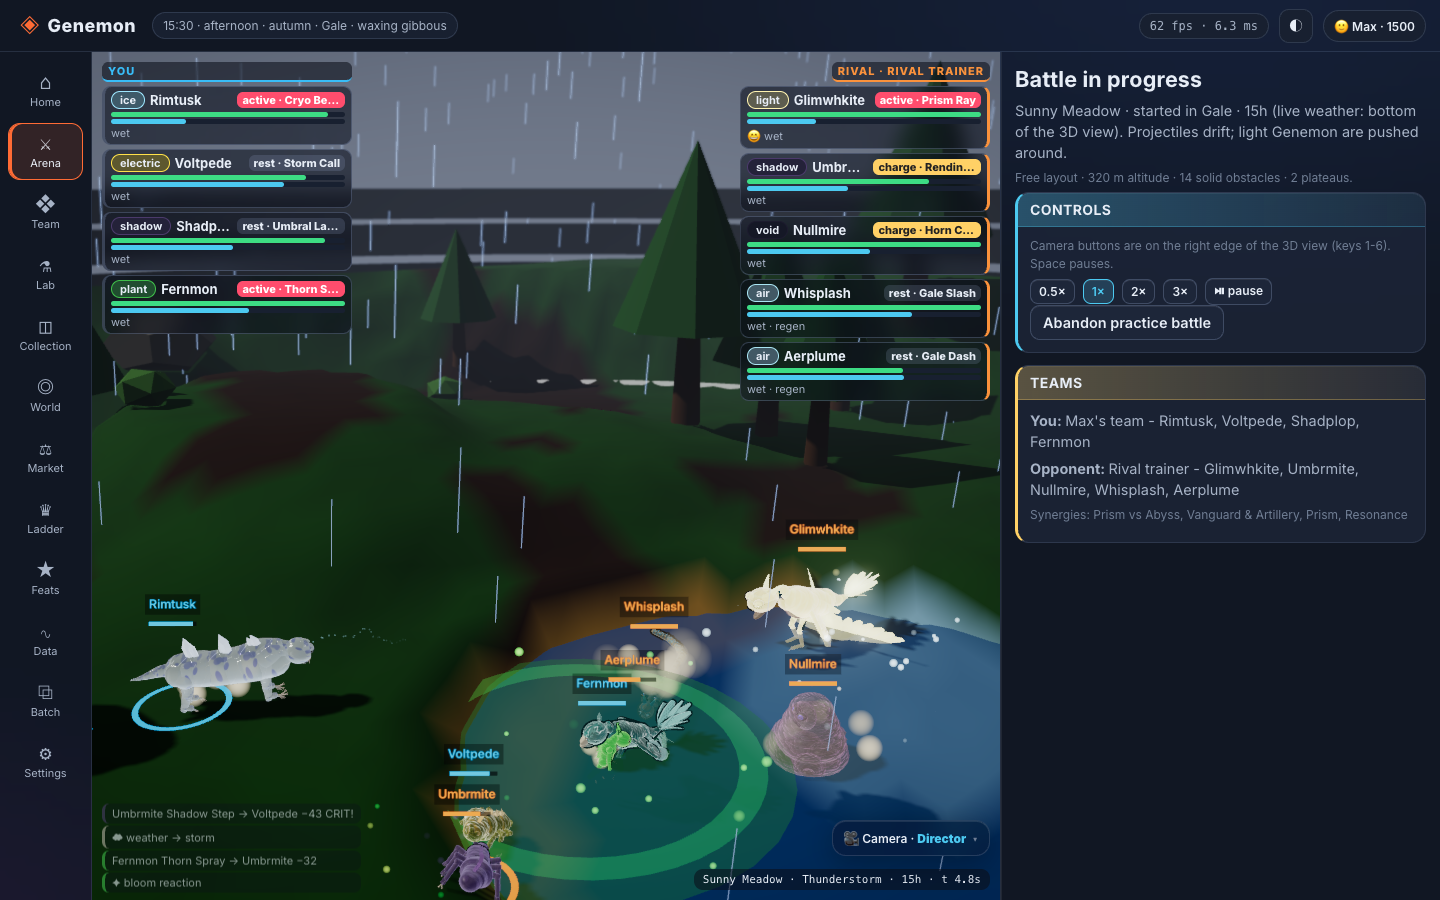 Genemon
15:30 · afternoon · autumn · Gale · waxing gibbous
62 fps · 6.3 ms
Max · 1500
Home
Arena
Team
Lab
Collection
World
Market
Ladder
Feats
Data
Batch
Settings
YOU
ice Rimtusk active · Cryo Be...
wet
electric Voltpede rest · Storm Call
wet
shadow Shadp... rest · Umbral La...
wet
plant Fernmon active · Thorn S...
wet
RIVAL · RIVAL TRAINER
light Glimwhkite active · Prism Ray
wet
shadow Umbr... charge · Rendin...
wet
void Nullmire charge · Horn C...
wet
air Whisplash rest · Gale Slash
wet · regen
air Aerplume rest · Gale Dash
wet · regen
Glimwhkite
Rimtusk
Whisplash
Aerplume
Nullmire
Fernmon
Voltpede
Umbrmite
Umbrmite Shadow Step → Voltpede −43 CRIT!
weather → storm
Fernmon Thorn Spray → Umbrmite −32
bloom reaction
Camera · Director
Sunny Meadow · Thunderstorm · 15h · t 4.8s
Battle in progress
Sunny Meadow · started in Gale · 15h (live weather: bottom
of the 3D view). Projectiles drift; light Genemon are pushed
around.
Free layout · 320 m altitude · 14 solid obstacles · 2 plateaus.
CONTROLS
Camera buttons are on the right edge of the 3D view (keys 1-6).
Space pauses.
0.5× 1× 2× 3× pause
Abandon practice battle
TEAMS
You: Max's team - Rimtusk, Voltpede, Shadplop,
Fernmon
Opponent: Rival trainer - Glimwhkite, Umbrmite,
Nullmire, Whisplash, Aerplume
Synergies: Prism vs Abyss, Vanguard & Artillery, Prism, Resonance